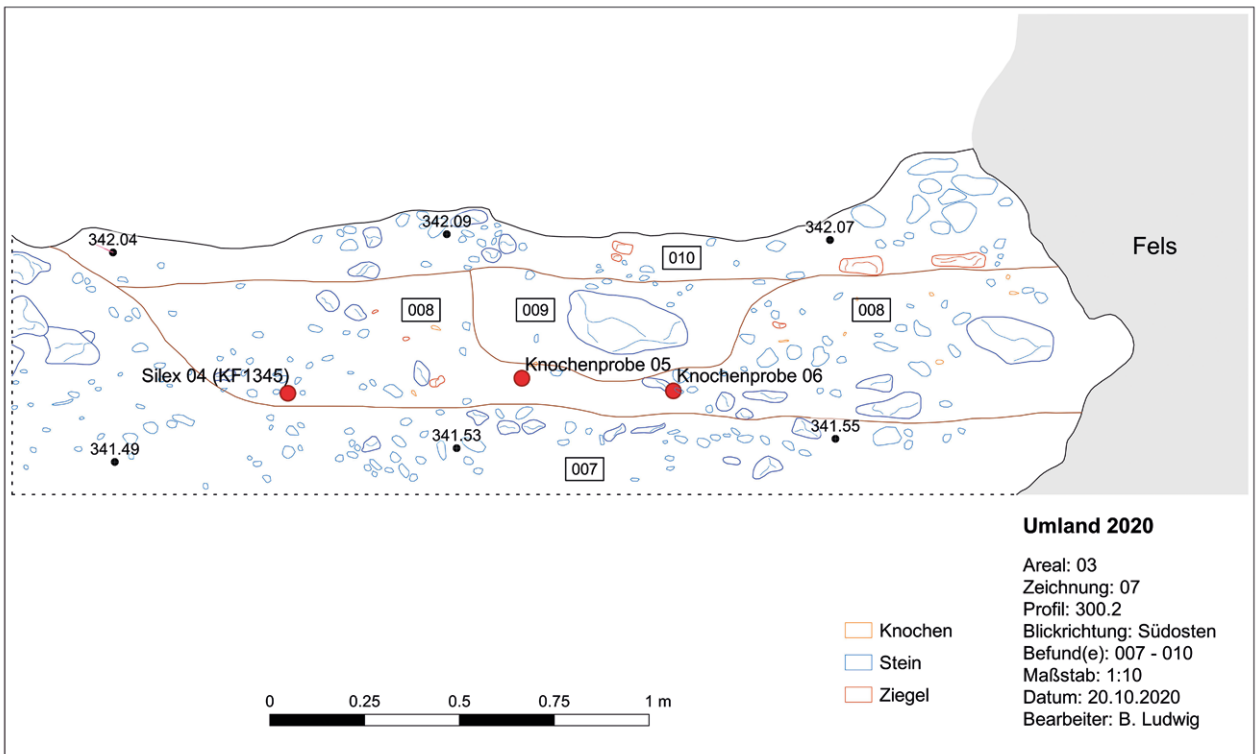 342.04
342.09
342.07
010
Fels
008
009
008
Silex 04 (KF1345)
Knochenprobe 05
Knochenprobe 06
341.49
341.53
341.55
007
Umland 2020
Areal: 03
Zeichnung: 07
Profil: 300.2
Blickrichtung: Südosten
Befund(e): 007 - 010
Maßstab: 1:10
Datum: 20.10.2020
Bearbeiter: B. Ludwig
Knochen
Stein
Ziegel
0 0.25 0.5 0.75 1 m